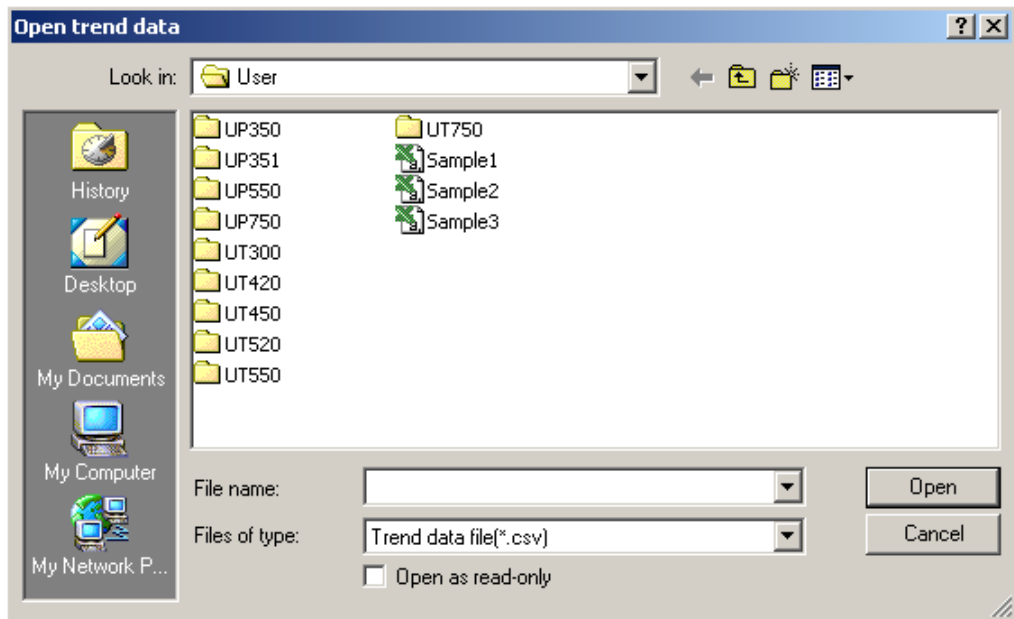 Open trend data
Look in: User
UP350
UP351
UP550
UP750
UT300
UT420
UT450
UT520
UT550
UT750
Sample1
Sample2
Sample3
History
Desktop
My Documents
My Computer
My Network P...
File name:
Open
Files of type: Trend data file(*.csv)
Cancel
Open as read-only